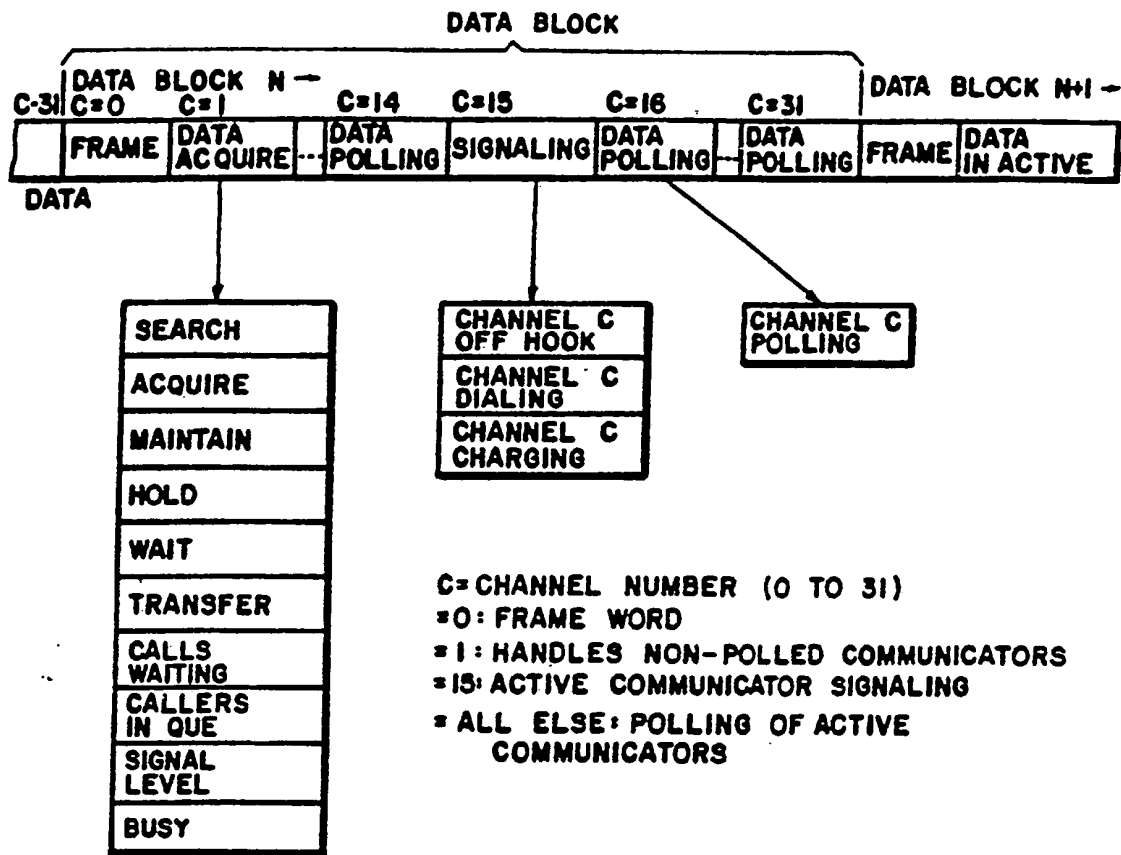 DATA BLOCK
DATA BLOCK N →
DATA BLOCK N+1 →
C=31 C=0 C=1 C=14 C=15 C=16 C=31
FRAME
DATA
ACQUIRE
DATA
POLLING
SIGNALING
DATA
POLLING
DATA
POLLING
FRAME
DATA
IN ACTIVE
DATA
SEARCH
ACQUIRE
MAINTAIN
HOLD
WAIT
TRANSFER
CALLS
WAITING
CALLERS
IN QUE
SIGNAL
LEVEL
BUSY
CHANNEL C
OFF HOOK
CHANNEL C
DIALING
CHANNEL C
CHARGING
CHANNEL C
POLLING
C= CHANNEL NUMBER (0 TO 31)
=0: FRAME WORD
=1: HANDLES NON-POLLED COMMUNICATORS
=15: ACTIVE COMMUNICATOR SIGNALING
= ALL ELSE: POLLING OF ACTIVE
COMMUNICATORS